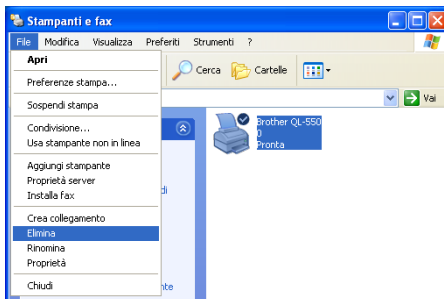 Stampanti e fax
File Modifica Visualizza Preferiti Strumenti ?
Apri
Preferenze stampa...
Sospendi stampa
Condivisione...
Usa stampante non in linea
Aggiungi stampante
Proprietà server
Installa fax
Crea collegamento
Elimina
Rinomina
Proprietà
Chiudi
Cerca Cartelle
Vai
Brother QL-550
0
Pronta